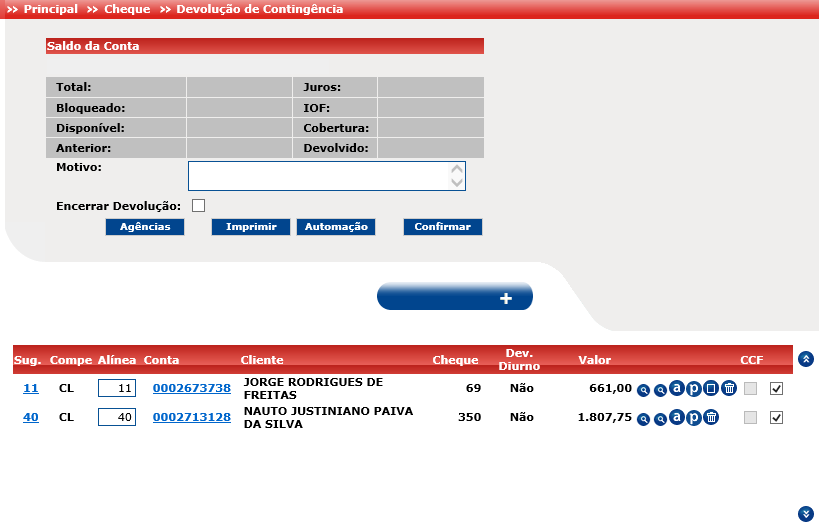 >> Principal >> Cheque >> Devolução de Contingência
Saldo da Conta
Total: Juros:
Bloqueado: IOF:
Disponível: Cobertura:
Anterior: Devolvido:
Motivo:
Encerrar Devolução:
Agências Imprimir Automação Confirmar
+
Sug. Compe Alínea Conta Cliente Cheque Dev. Diurno Valor CCF
11 CL 11 0002673738 JORGE RODRIGUES DE FREITAS 69 Não 661,00 a p
40 CL 40 0002713128 NAUTO JUSTINIANO PAIVA DA SILVA 350 Não 1.807,75 a p